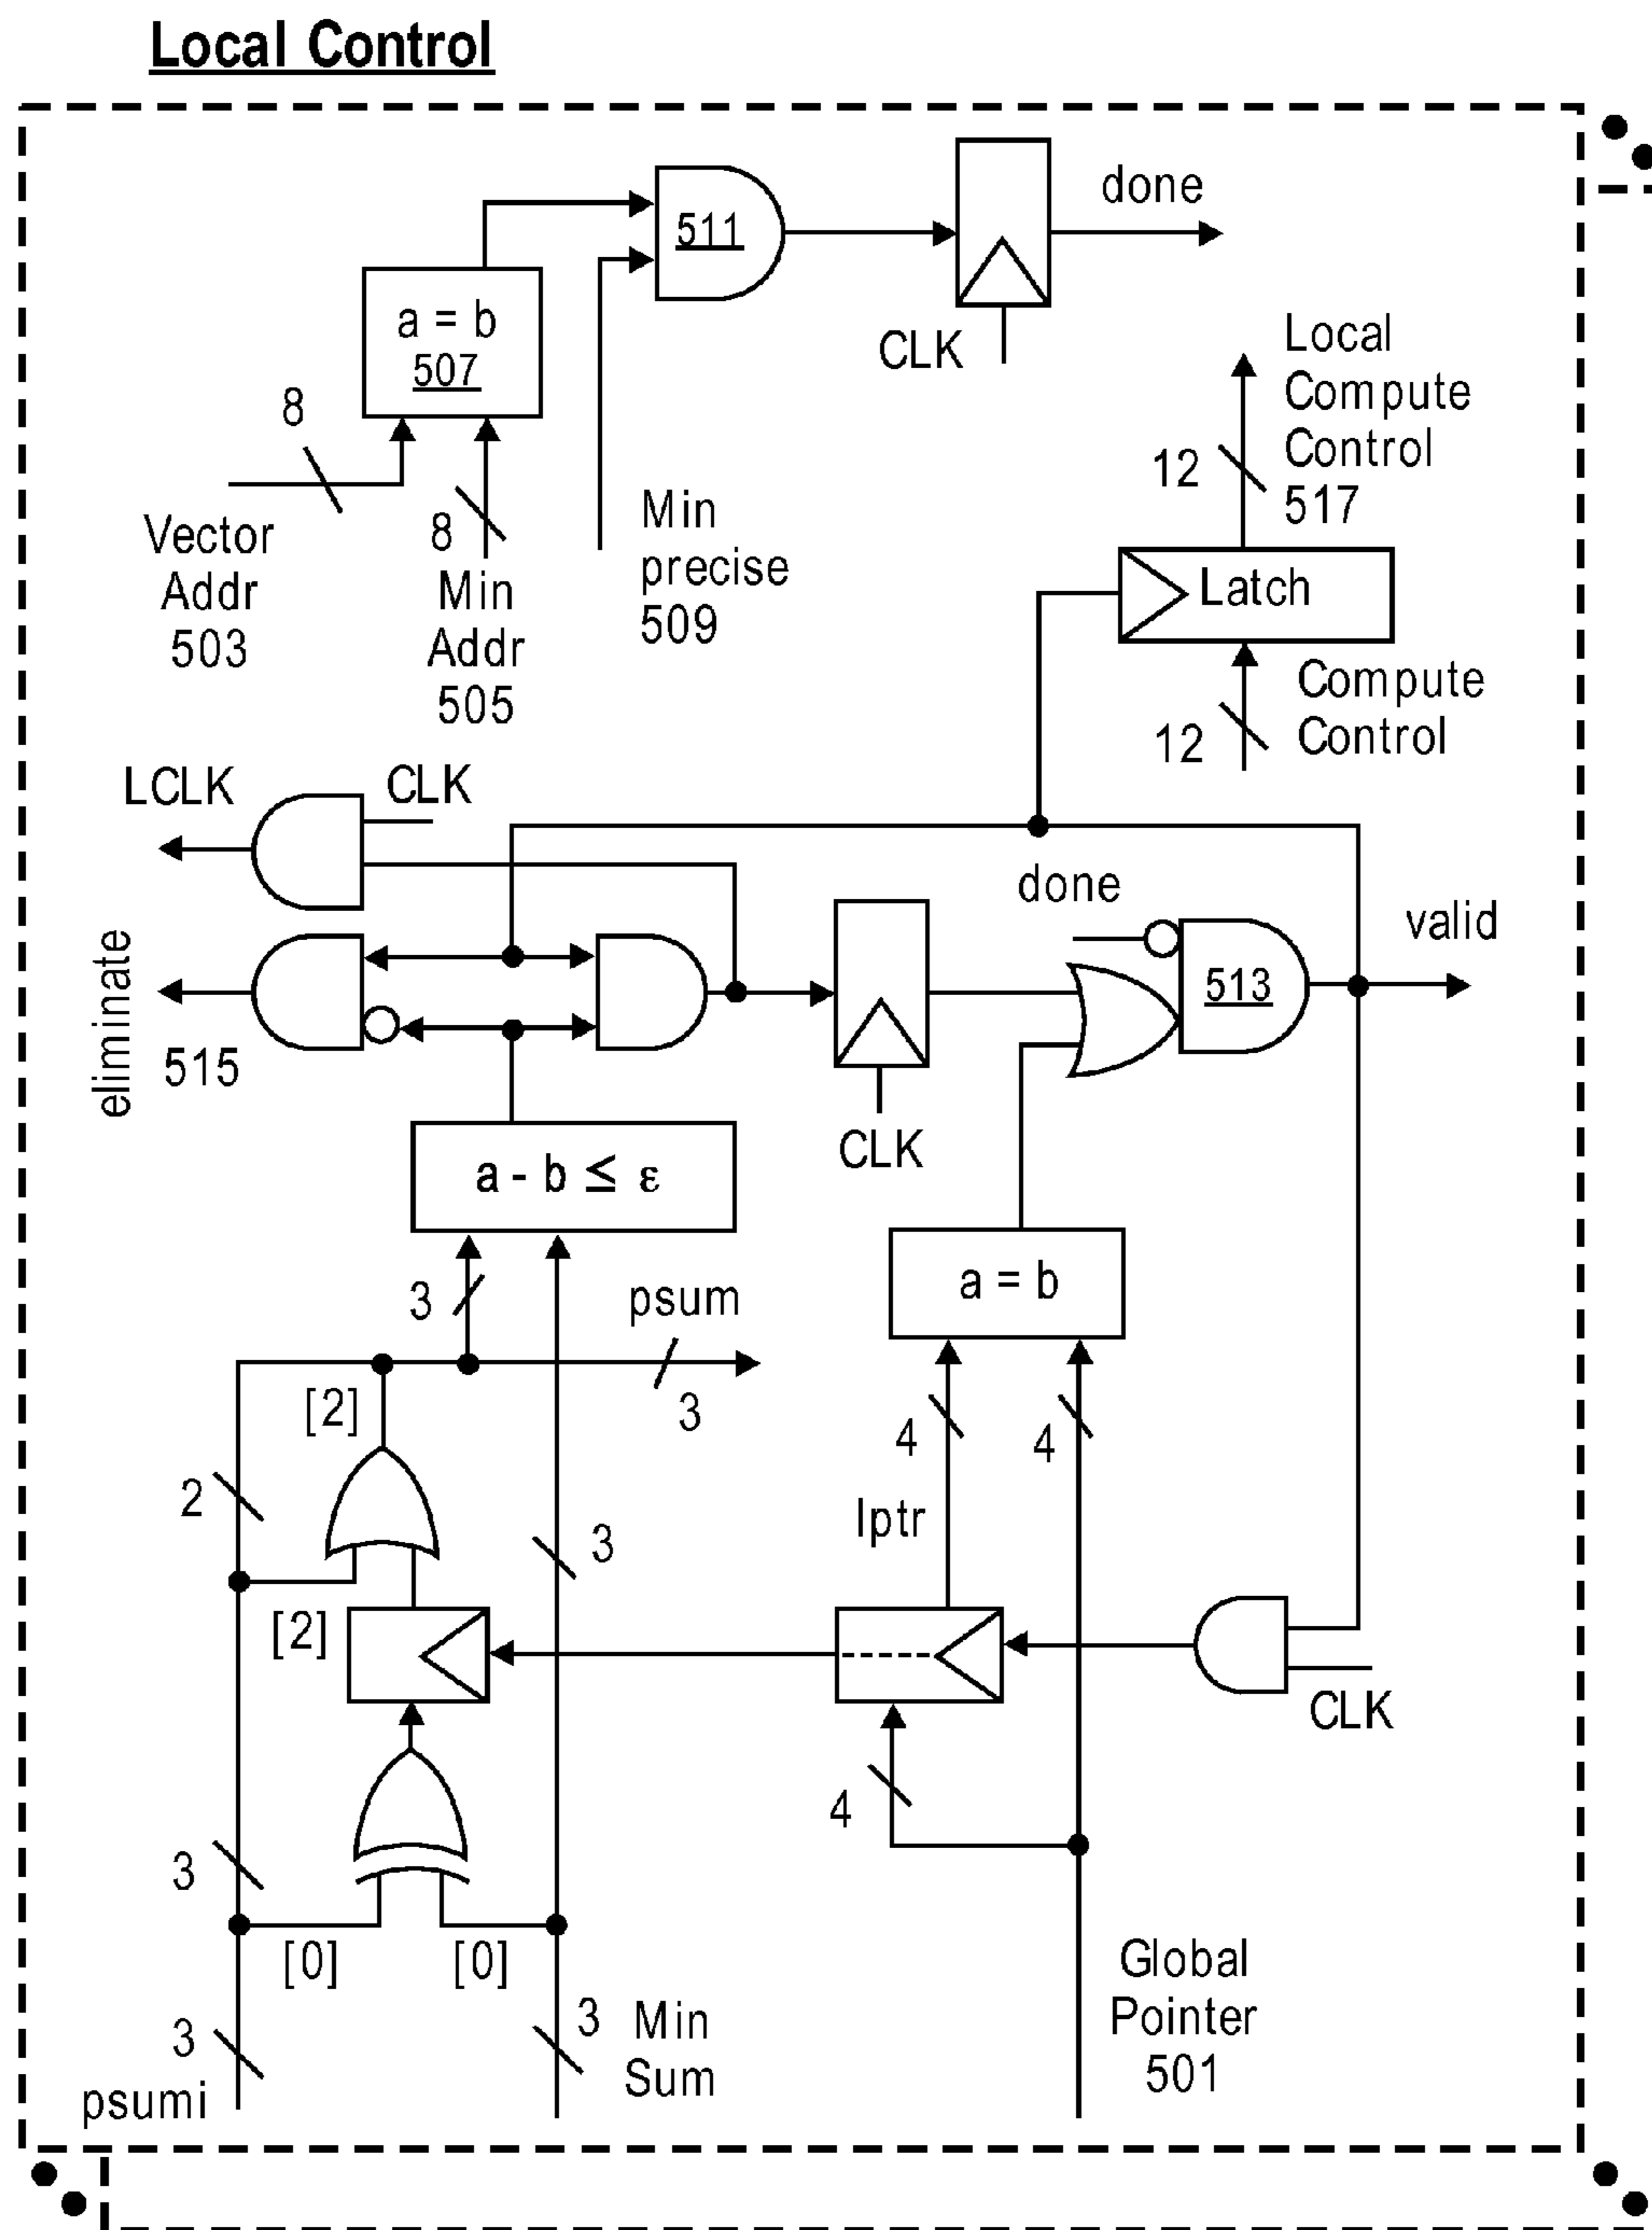 Local Control
done
511
a = b
507
CLK
Local
Compute
Control
517
8
12
Vector
Addr
503
8
Min
Addr
505
Min
precise
509
Latch
Compute
Control
12
LCLK
CLK
done
valid
eliminate
515
513
CLK
a - b ≤ ε
a = b
3
psum
3
[2]
4
4
2
lptr
3
[2]
CLK
4
3
[0]
[0]
Global
Pointer
501
3
3
Min
Sum
psumi